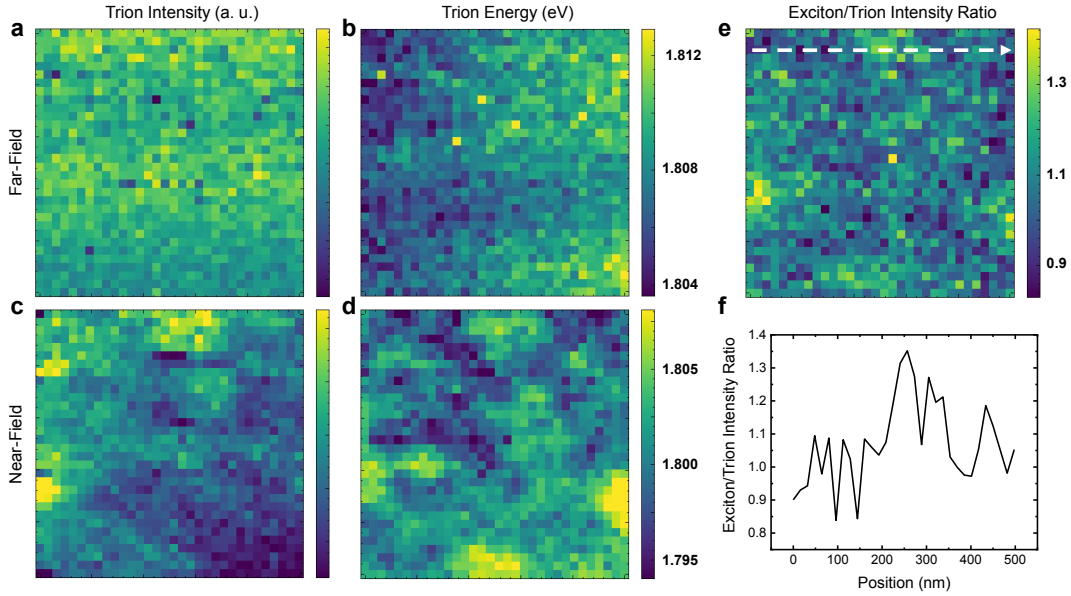 Trion Intensity (a. u.)
Trion Energy (eV)
Exciton/Trion Intensity Ratio
a
b
e
Far-Field
1.812
1.808
1.804
1.3
1.1
0.9
c
d
f
Near-Field
1.805
1.800
1.795
Exciton/Trion Intensity Ratio
1.4
1.3
1.2
1.1
1.0
0.9
0.8
0 100 200 300 400 500
Position (nm)